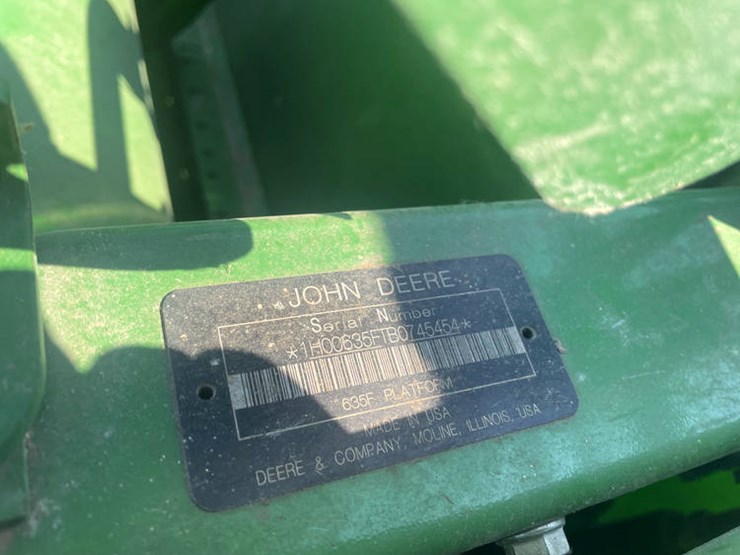 JOHN DEERE
Serial Number
*1H00635FTB0745454*
635F PLATFORM
MADE IN USA
DEERE & COMPANY, MOLINE, ILLINOIS, USA